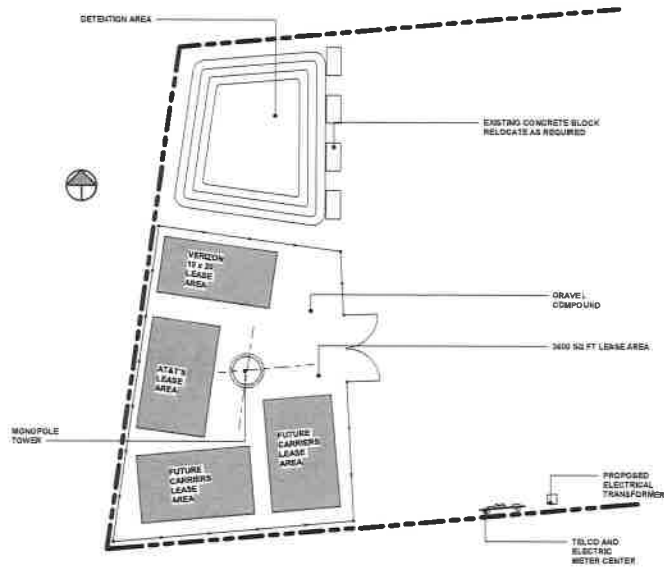 DETENTION AREA
EXISTING CONCRETE BLOCK
RELOCATE AS REQUIRED
VERIZON
10 x 20
LEASE
AREA
GRAVEL
COMPOUND
3600 SQ FT LEASE AREA
AT&T'S
LEASE
AREA
MONOPOLE
TOWER
FUTURE
CARRIERS
LEASE
AREA
FUTURE
CARRIERS
LEASE
AREA
PROPOSED
ELECTRICAL
TRANSFORMER
TELCO AND
ELECTRIC
METER CENTER